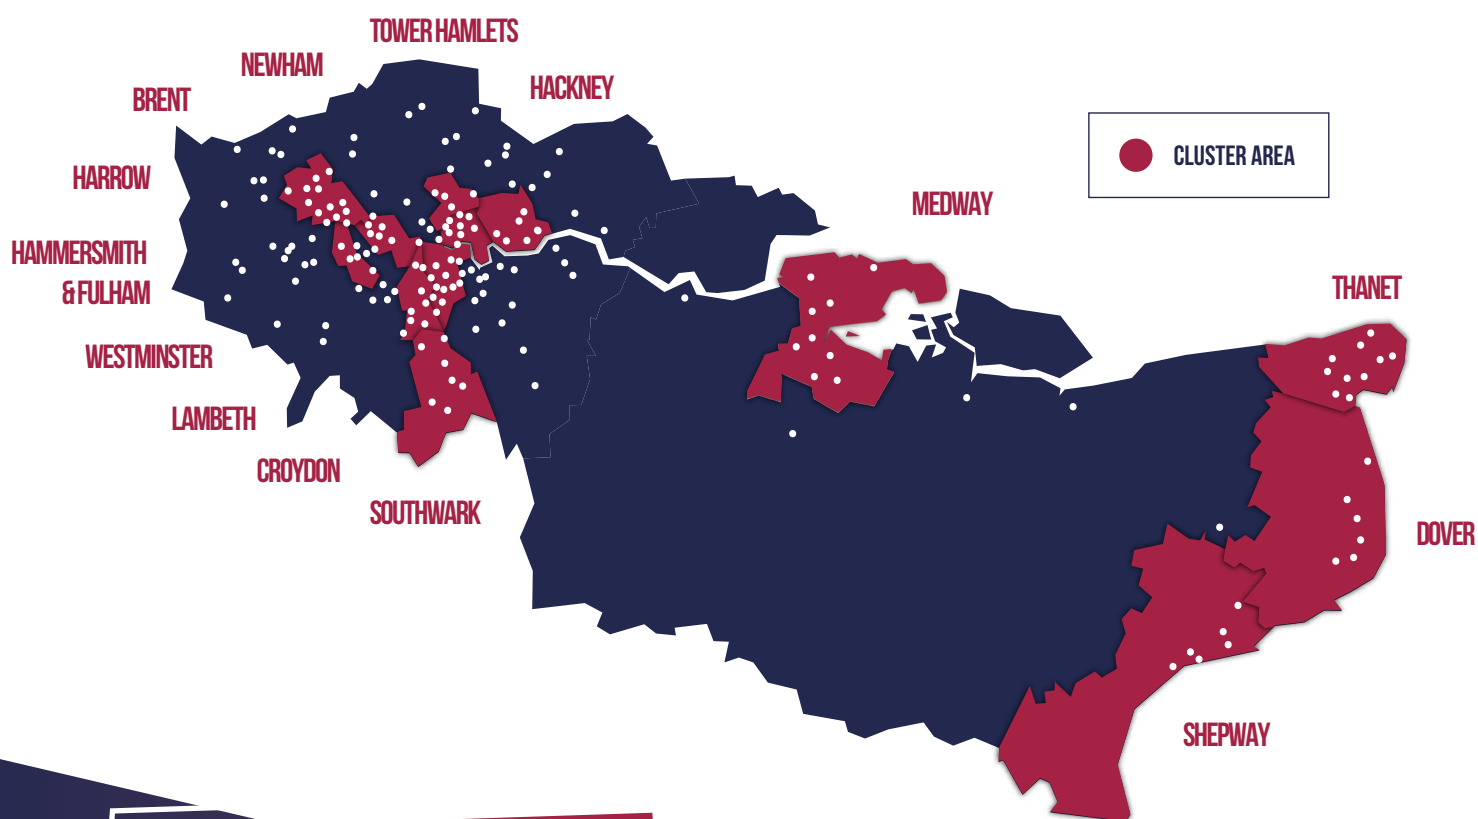 TOWER HAMLETS
NEWHAM
HACKNEY
BRENT
HARROW
HAMMERSMITH
& FULHAM
WESTMINSTER
LAMBETH
CROYDON
SOUTHWARK
CLUSTER AREA
MEDWAY
THANET
DOVER
SHEPWAY